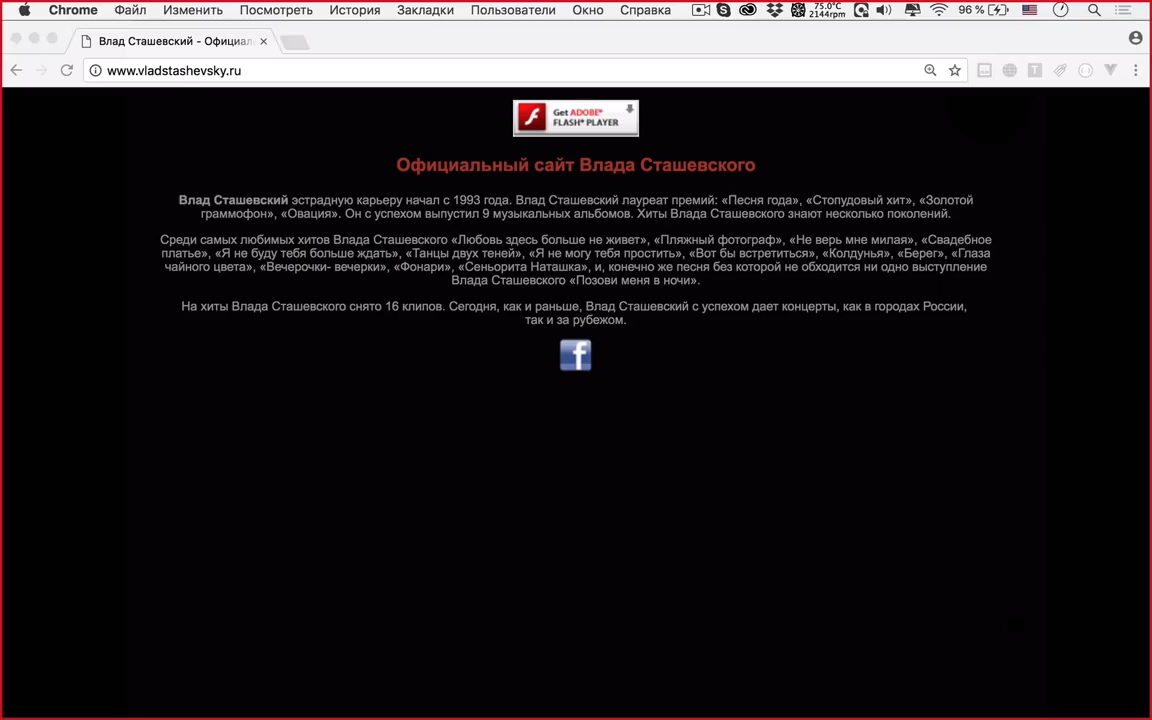 Chrome Файл Изменить Посмотреть История Закладки Пользователи Окно Справка 75.0°C 2144rpm 96 %
Влад Сташевский - Официал
www.vladstashevsky.ru
Get ADOBE® FLASH® PLAYER
Официальный сайт Влада Сташевского
Влад Сташевский эстрадную карьеру начал с 1993 года. Влад Сташевский лауреат премий: «Песня года», «Стопудовый хит», «Золотой
граммофон», «Овация». Он с успехом выпустил 9 музыкальных альбомов. Хиты Влада Сташевского знают несколько поколений.
Среди самых любимых хитов Влада Сташевского «Любовь здесь больше не живет», «Пляжный фотограф», «Не верь мне милая», «Свадебное
платье», «Я не буду тебя больше ждать», «Танцы двух теней», «Я не могу тебя простить», «Вот бы встретиться», «Колдунья», «Берег», «Глаза
чайного цвета», «Вечерочки- вечерки», «Фонари», «Сеньорита Наташка», и, конечно же песня без которой не обходится ни одно выступление
Влада Сташевского «Позови меня в ночи».
На хиты Влада Сташевского снято 16 клипов. Сегодня, как и раньше, Влад Сташевский с успехом дает концерты, как в городах России,
так и за рубежом.